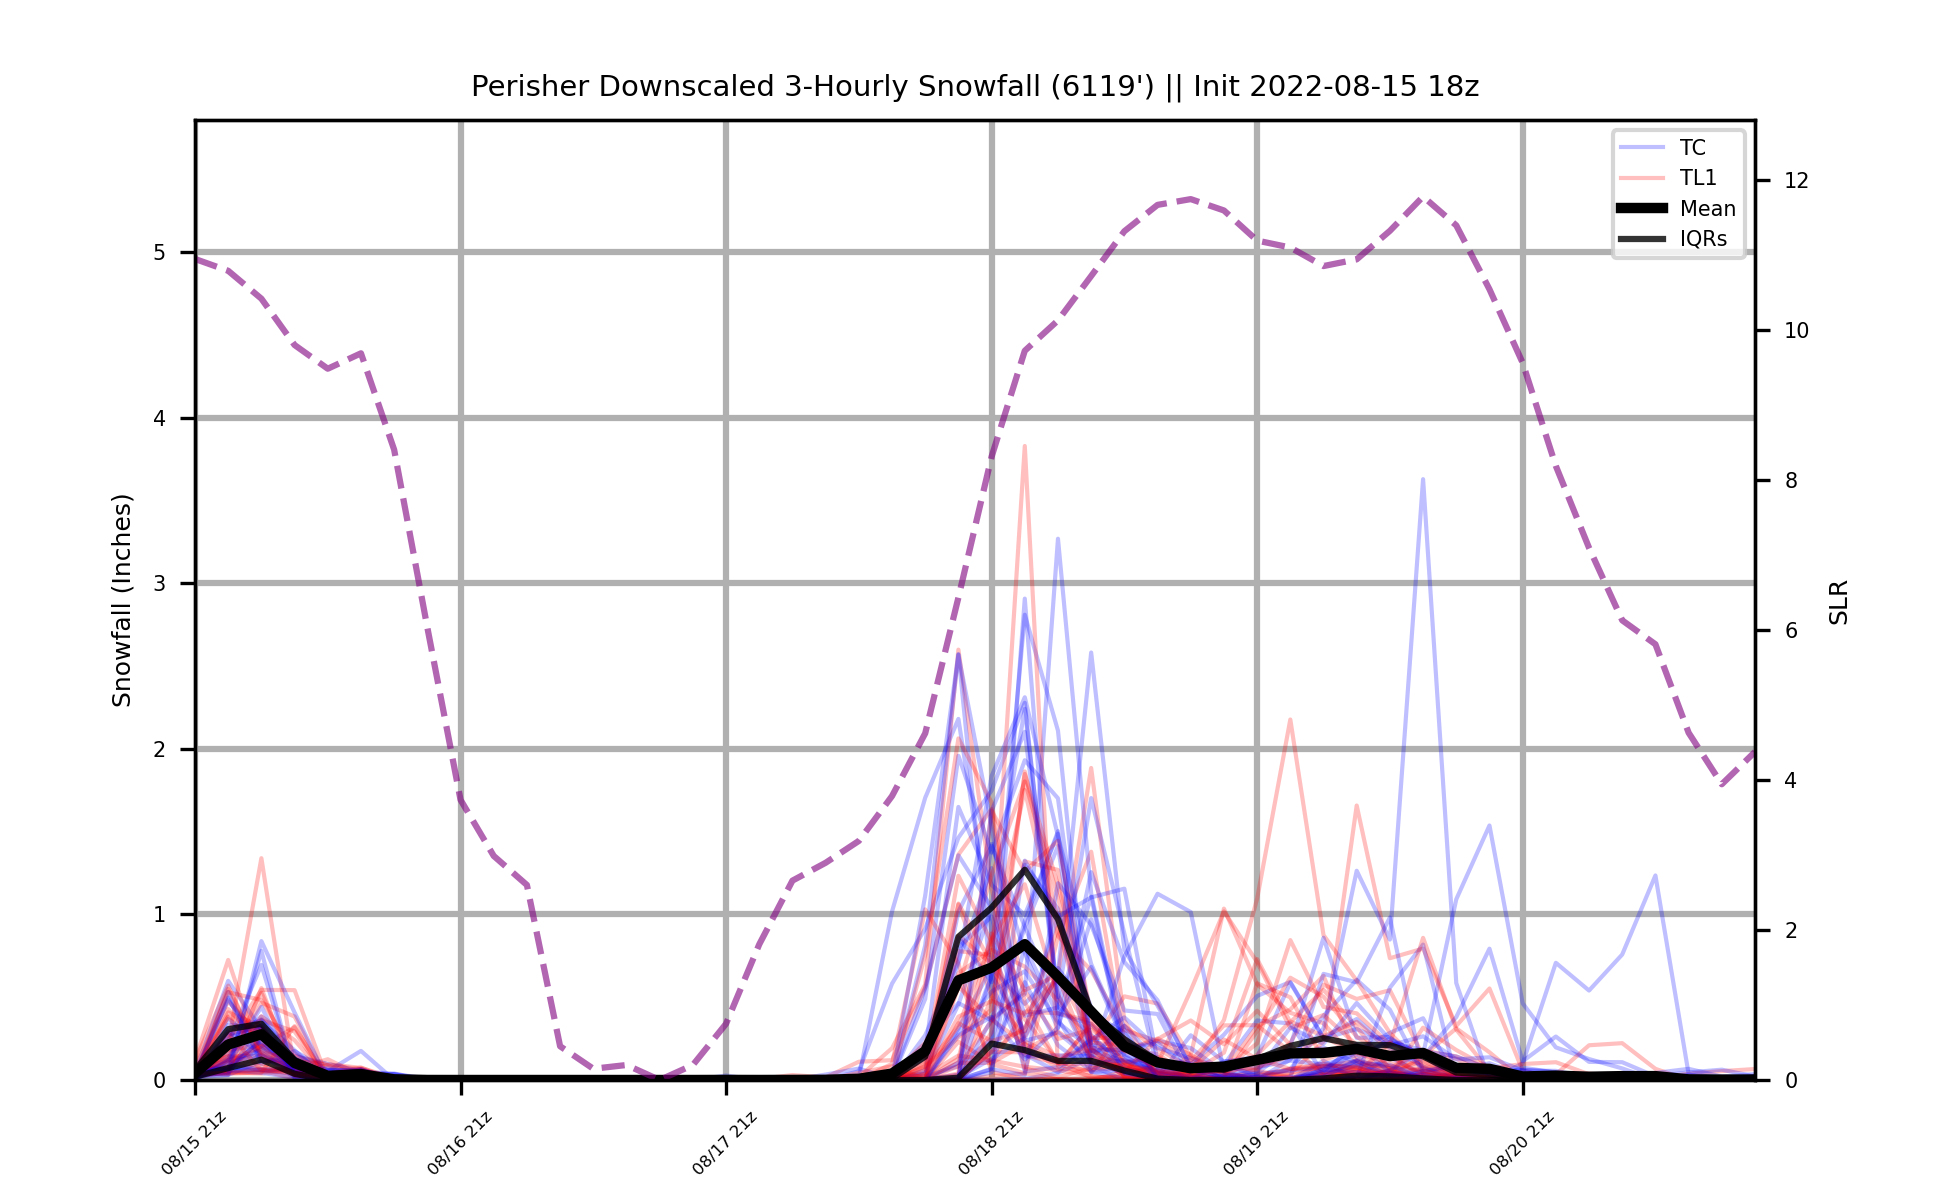 Perisher Downscaled 3-Hourly Snowfall (6119') || Init 2022-08-15 18z
TC
TL1
Mean
IQRs
Snowfall (Inches)
5
4
3
2
1
0
12
10
8
6
4
2
0
SLR
08/15 21z
08/16 21z
08/17 21z
08/18 21z
08/19 21z
08/20 21z